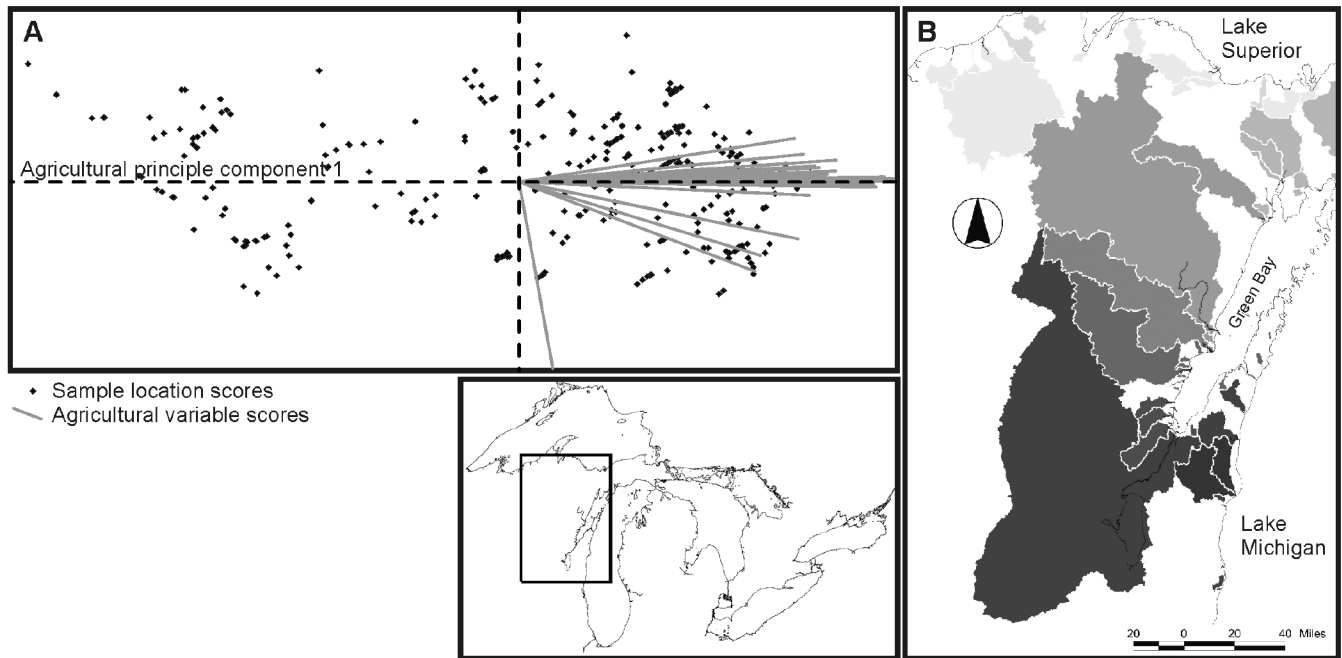 A
Agricultural principle component 1
Sample location scores
Agricultural variable scores
B
Lake
Superior
Green Bay
Lake
Michigan
20 0 20 40 Miles